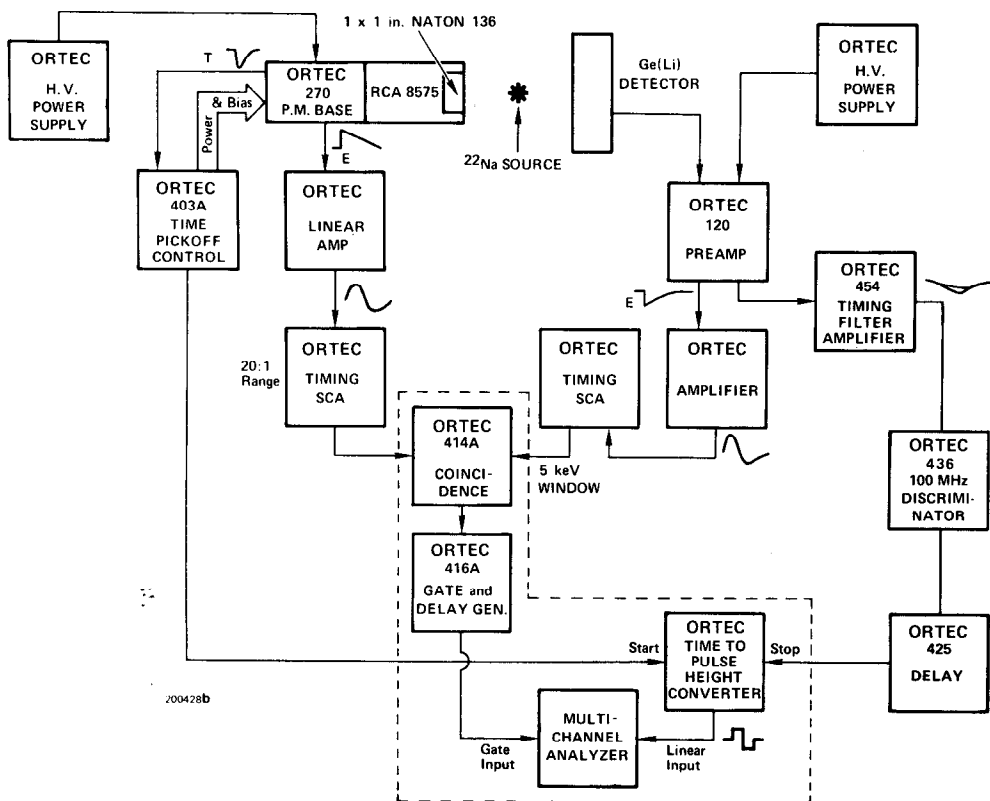 1 x 1 in. NATON 136
ORTEC
H.V.
POWER
SUPPLY
T
Power
& Bias
ORTEC
270
P.M. BASE
RCA 8575
22Na SOURCE
Ge(Li)
DETECTOR
ORTEC
H.V.
POWER
SUPPLY
ORTEC
403A
TIME
PICKOFF
CONTROL
E
ORTEC
LINEAR
AMP
ORTEC
120
PREAMP
ORTEC
454
TIMING
FILTER
AMPLIFIER
E
20:1
Range
ORTEC
TIMING
SCA
ORTEC
TIMING
SCA
ORTEC
AMPLIFIER
ORTEC
414A
COINCI-
DENCE
5 keV
WINDOW
ORTEC
436
100 MHz
DISCRIMI-
NATOR
ORTEC
416A
GATE and
DELAY GEN.
Start
ORTEC
TIME TO
PULSE
HEIGHT
CONVERTER
Stop
ORTEC
425
DELAY
200428b
Gate
Input
MULTI-
CHANNEL
ANALYZER
Linear
Input